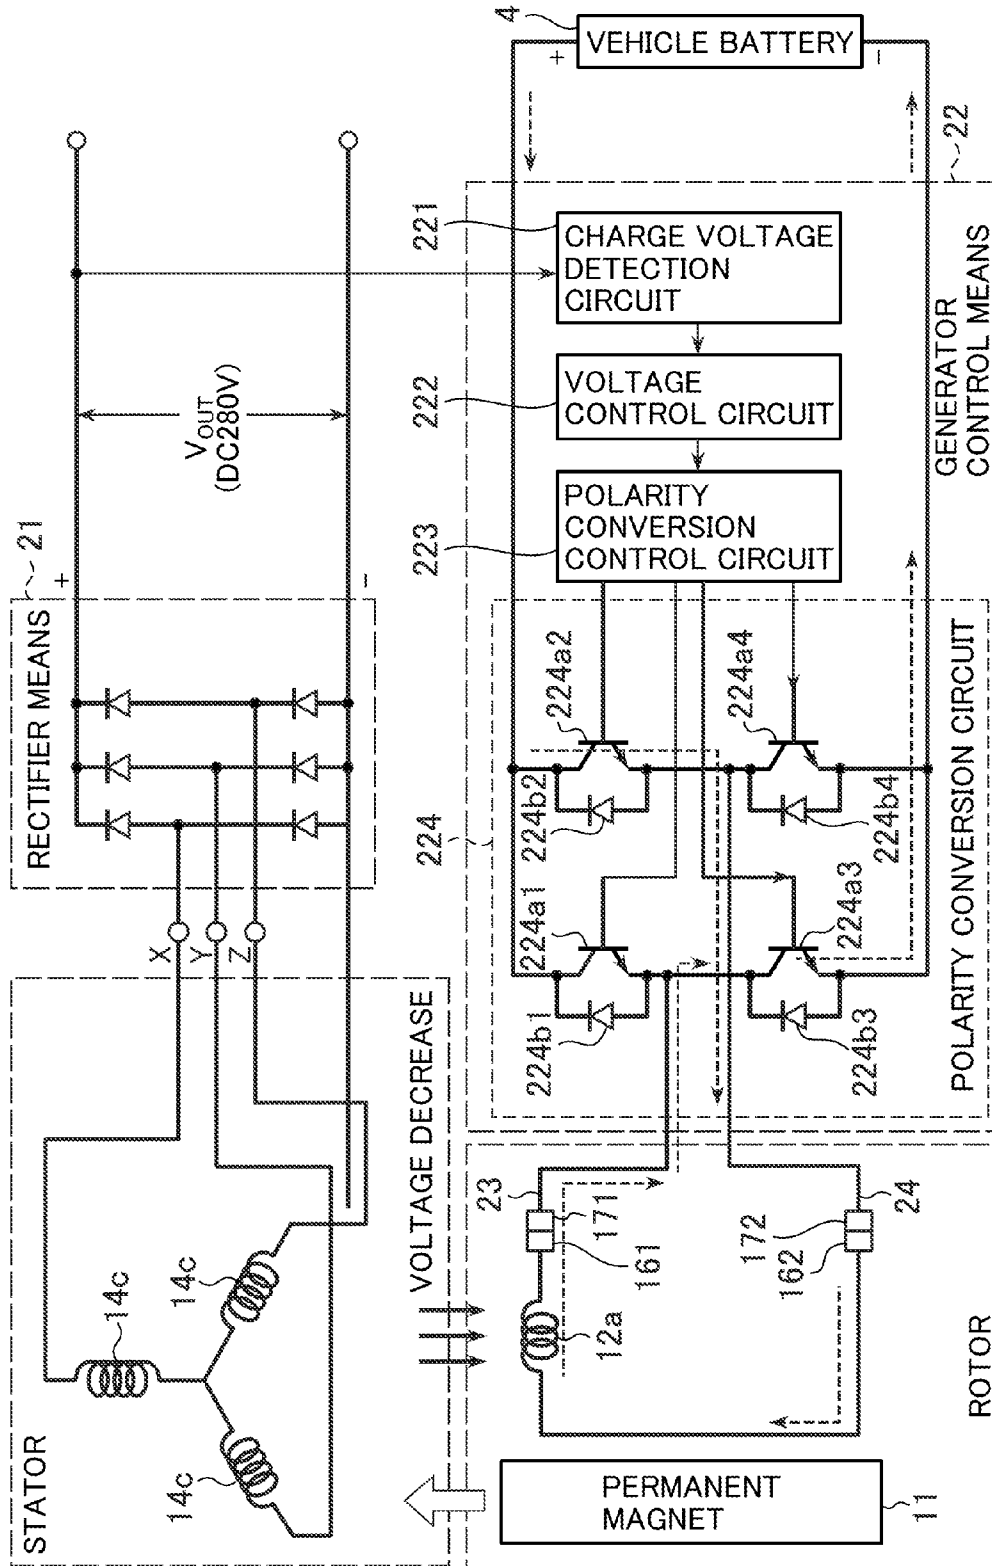 STATOR
14c
14c
14c
X
Y
Z
RECTIFIER MEANS
21
+
−
VOUT
(DC280V)
VOLTAGE DECREASE
PERMANENT
MAGNET
11
ROTOR
12a
161
171
23
162
172
24
224
224a1
224b1
224a2
224b2
224a3
224b3
224a4
224b4
POLARITY CONVERSION CIRCUIT
223
POLARITY
CONVERSION
CONTROL CIRCUIT
222
VOLTAGE
CONTROL CIRCUIT
221
CHARGE VOLTAGE
DETECTION
CIRCUIT
GENERATOR
CONTROL MEANS
22
4
VEHICLE BATTERY
+
−